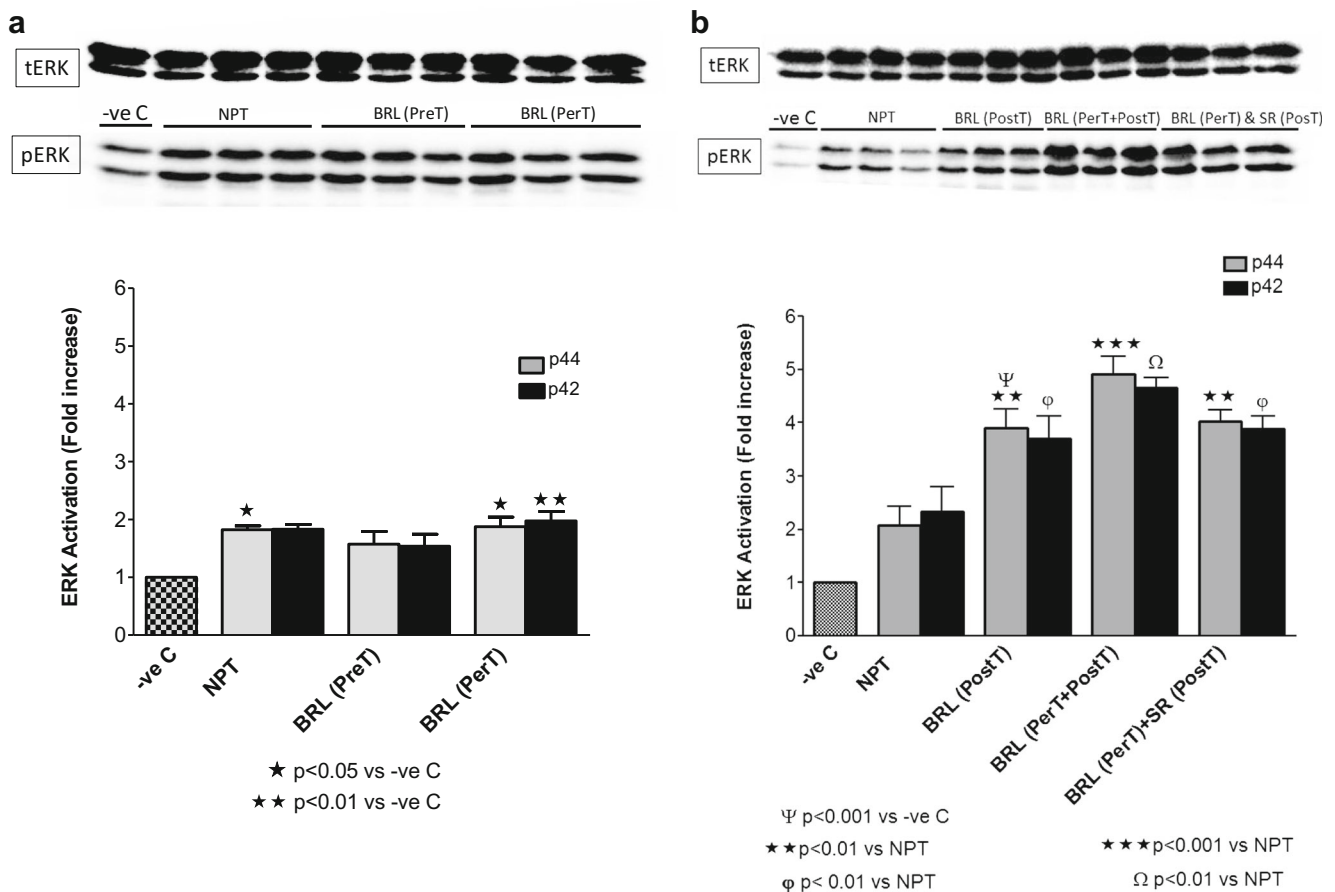 a
tERK
-ve C NPT BRL (PreT) BRL (PerT)
pERK
ERK Activation (Fold increase)
6
5
4
3
2
1
0
p44
p42
★
★
★★
-ve C
NPT
BRL (PreT)
BRL (PerT)
★ p<0.05 vs -ve C
★★ p<0.01 vs -ve C
b
tERK
-ve C NPT BRL (PostT) BRL (PerT+PostT) BRL (PerT) & SR (PosT)
pERK
p44
p42
ERK Activation (Fold increase)
6
5
4
3
2
1
0
Ψ
★★
φ
★★★
Ω
★★
φ
-ve C
NPT
BRL (PostT)
BRL (PerT+PostT)
BRL (PerT)+SR (PostT)
Ψ p<0.001 vs -ve C
★★p<0.01 vs NPT
φ p< 0.01 vs NPT
★★★p<0.001 vs NPT
Ω p<0.01 vs NPT